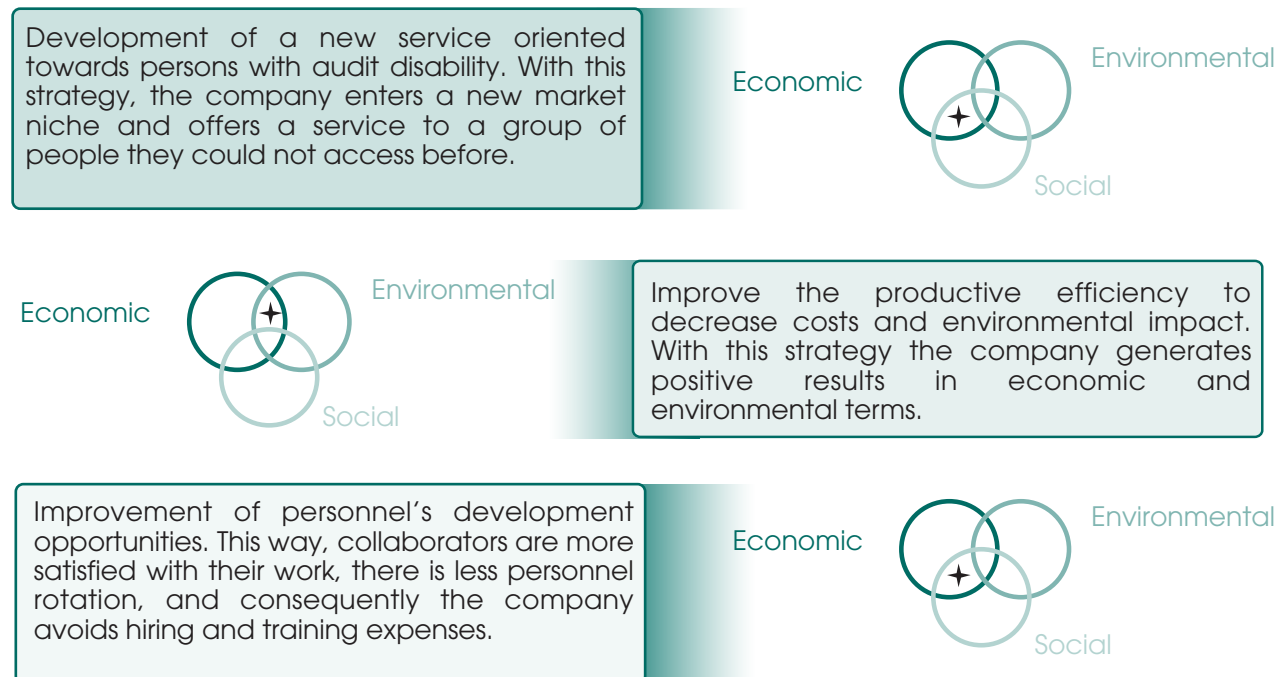 Development of a new service oriented
towards persons with audit disability. With this
strategy, the company enters a new market
niche and offers a service to a group of
people they could not access before.
Economic
Environmental
Social
Economic
Environmental
Social
Improve the productive efficiency to
decrease costs and environmental impact.
With this strategy the company generates
positive results in economic and
environmental terms.
Improvement of personnel’s development
opportunities. This way, collaborators are more
satisfied with their work, there is less personnel
rotation, and consequently the company
avoids hiring and training expenses.
Economic
Environmental
Social